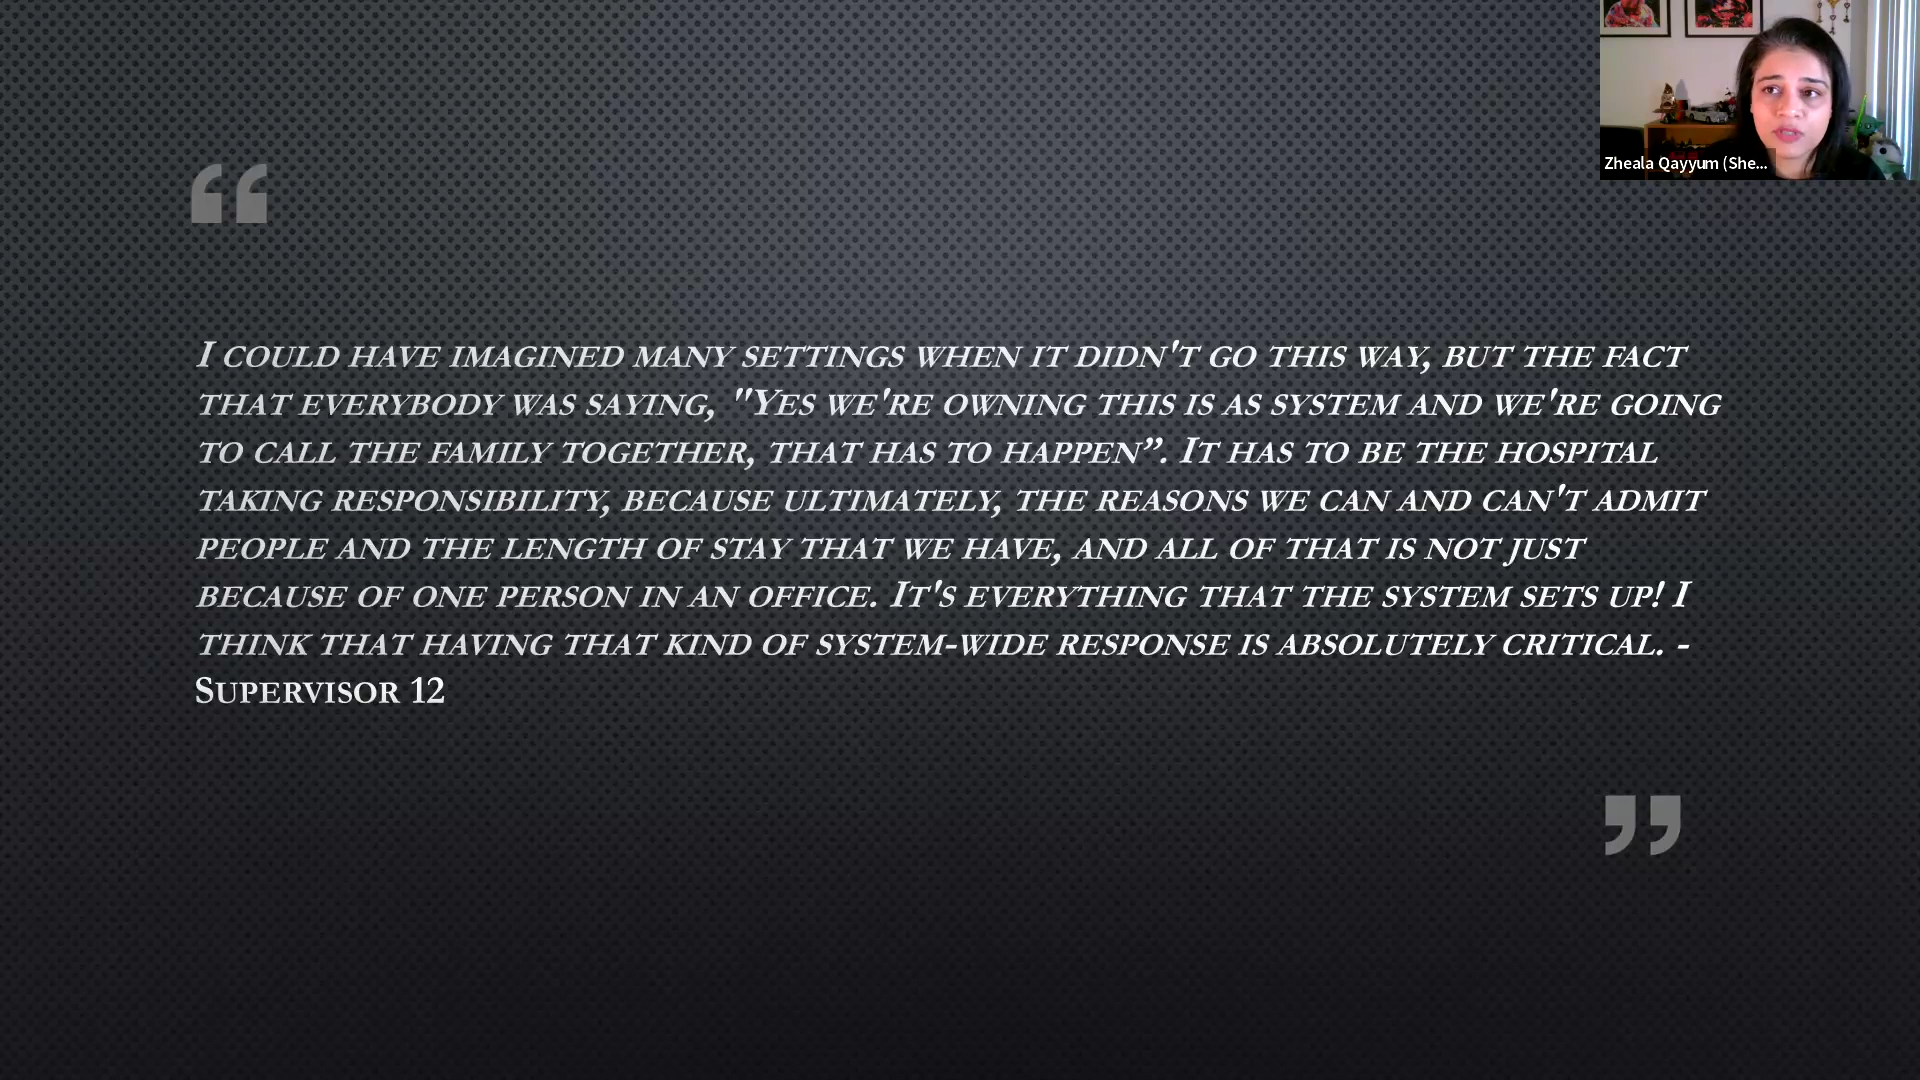 Zheala Qayyum (She...
“
I could have imagined many settings when it didn't go this way, but the fact
that everybody was saying, "Yes we're owning this is as system and we're going
to call the family together, that has to happen”. It has to be the hospital
taking responsibility, because ultimately, the reasons we can and can't admit
people and the length of stay that we have, and all of that is not just
because of one person in an office. It's everything that the system sets up! I
think that having that kind of system-wide response is absolutely critical. -
Supervisor 12
”